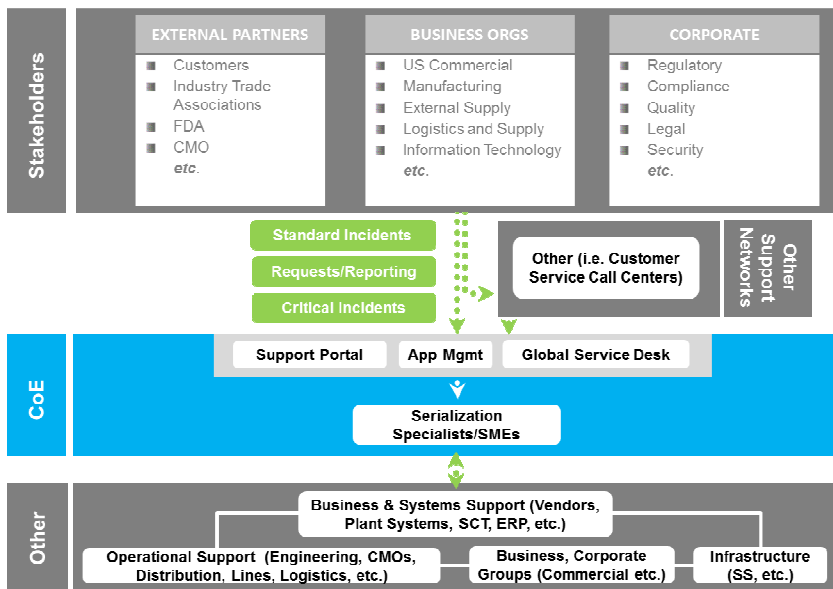 Stakeholders
EXTERNAL PARTNERS
Customers
Industry Trade
Associations
FDA
CMO
etc.
BUSINESS ORGS
US Commercial
Manufacturing
External Supply
Logistics and Supply
Information Technology
etc.
CORPORATE
Regulatory
Compliance
Quality
Legal
Security
etc.
Standard Incidents
Requests/Reporting
Critical Incidents
Other (i.e. Customer
Service Call Centers)
Other
Support
Networks
CoE
Support Portal
App Mgmt
Global Service Desk
Serialization
Specialists/SMEs
Other
Business & Systems Support (Vendors,
Plant Systems, SCT, ERP, etc.)
Operational Support (Engineering, CMOs,
Distribution, Lines, Logistics, etc.)
Business, Corporate
Groups (Commercial etc.)
Infrastructure
(SS, etc.)